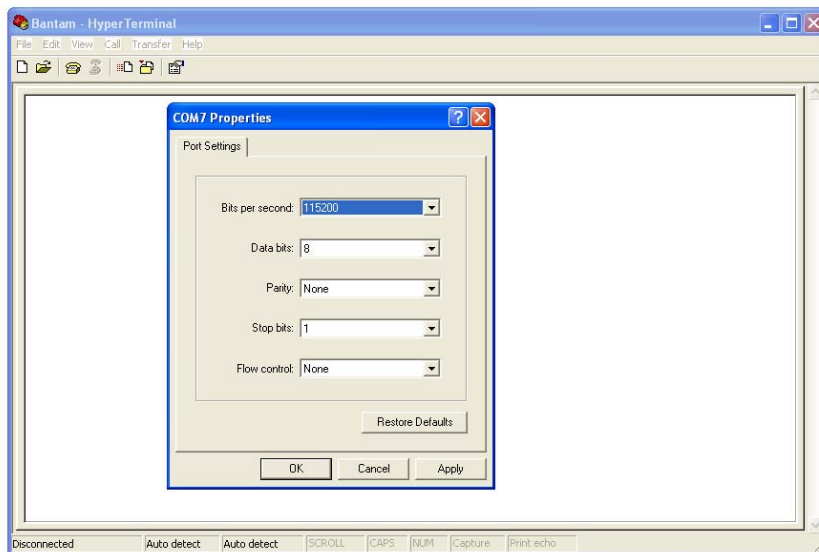 Bantam - HyperTerminal
File Edit View Call Transfer Help
COM7 Properties
Port Settings
Bits per second: 115200
Data bits: 8
Parity: None
Stop bits: 1
Flow control: None
Restore Defaults
OK Cancel Apply
Disconnected Auto detect Auto detect SCROLL CAPS NUM Capture Print echo